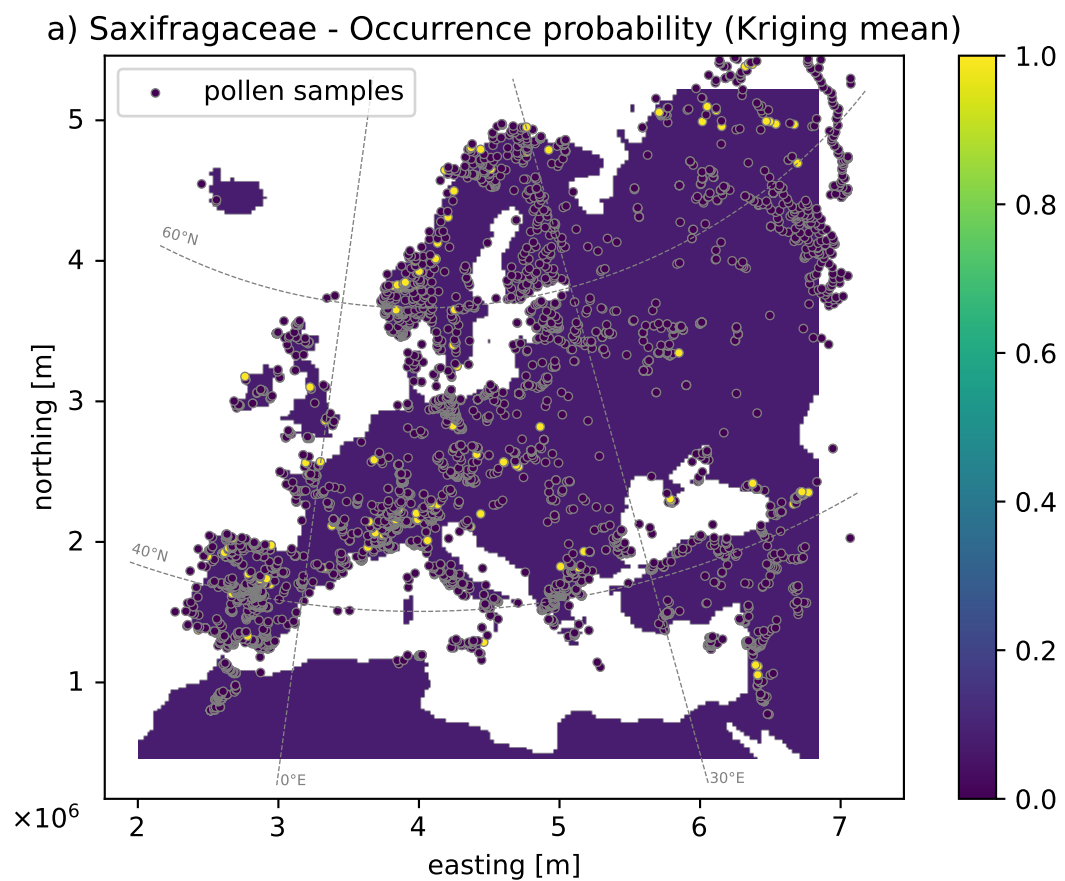 a) Saxifragaceae - Occurrence probability (Kriging mean)
pollen samples
1.0
0.8
0.6
0.4
0.2
0.0
5
4
3
2
1
northing [m]
60°N
40°N
0°E
30°E
×10⁶
2
3
4
5
6
7
easting [m]